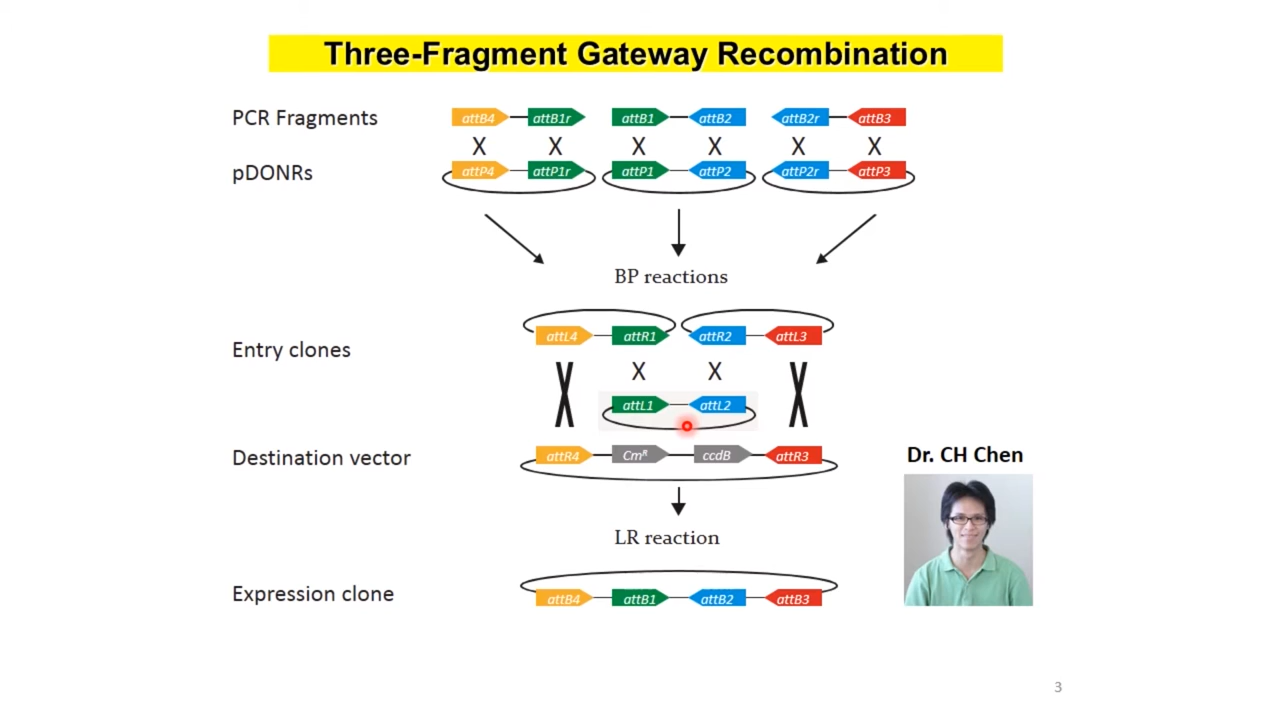 Three-Fragment Gateway Recombination
PCR Fragments
attB4 attB1r attB1 attB2 attB2r attB3
X X X X X X
pDONRs
attP4 attP1r attP1 attP2 attP2r attP3
BP reactions
Entry clones
attL4 attR1 attR2 attL3
X X X X
attL1 attL2
Destination vector
attR4 Cmᴿ ccdB attR3
Dr. CH Chen
LR reaction
Expression clone
attB4 attB1 attB2 attB3
3